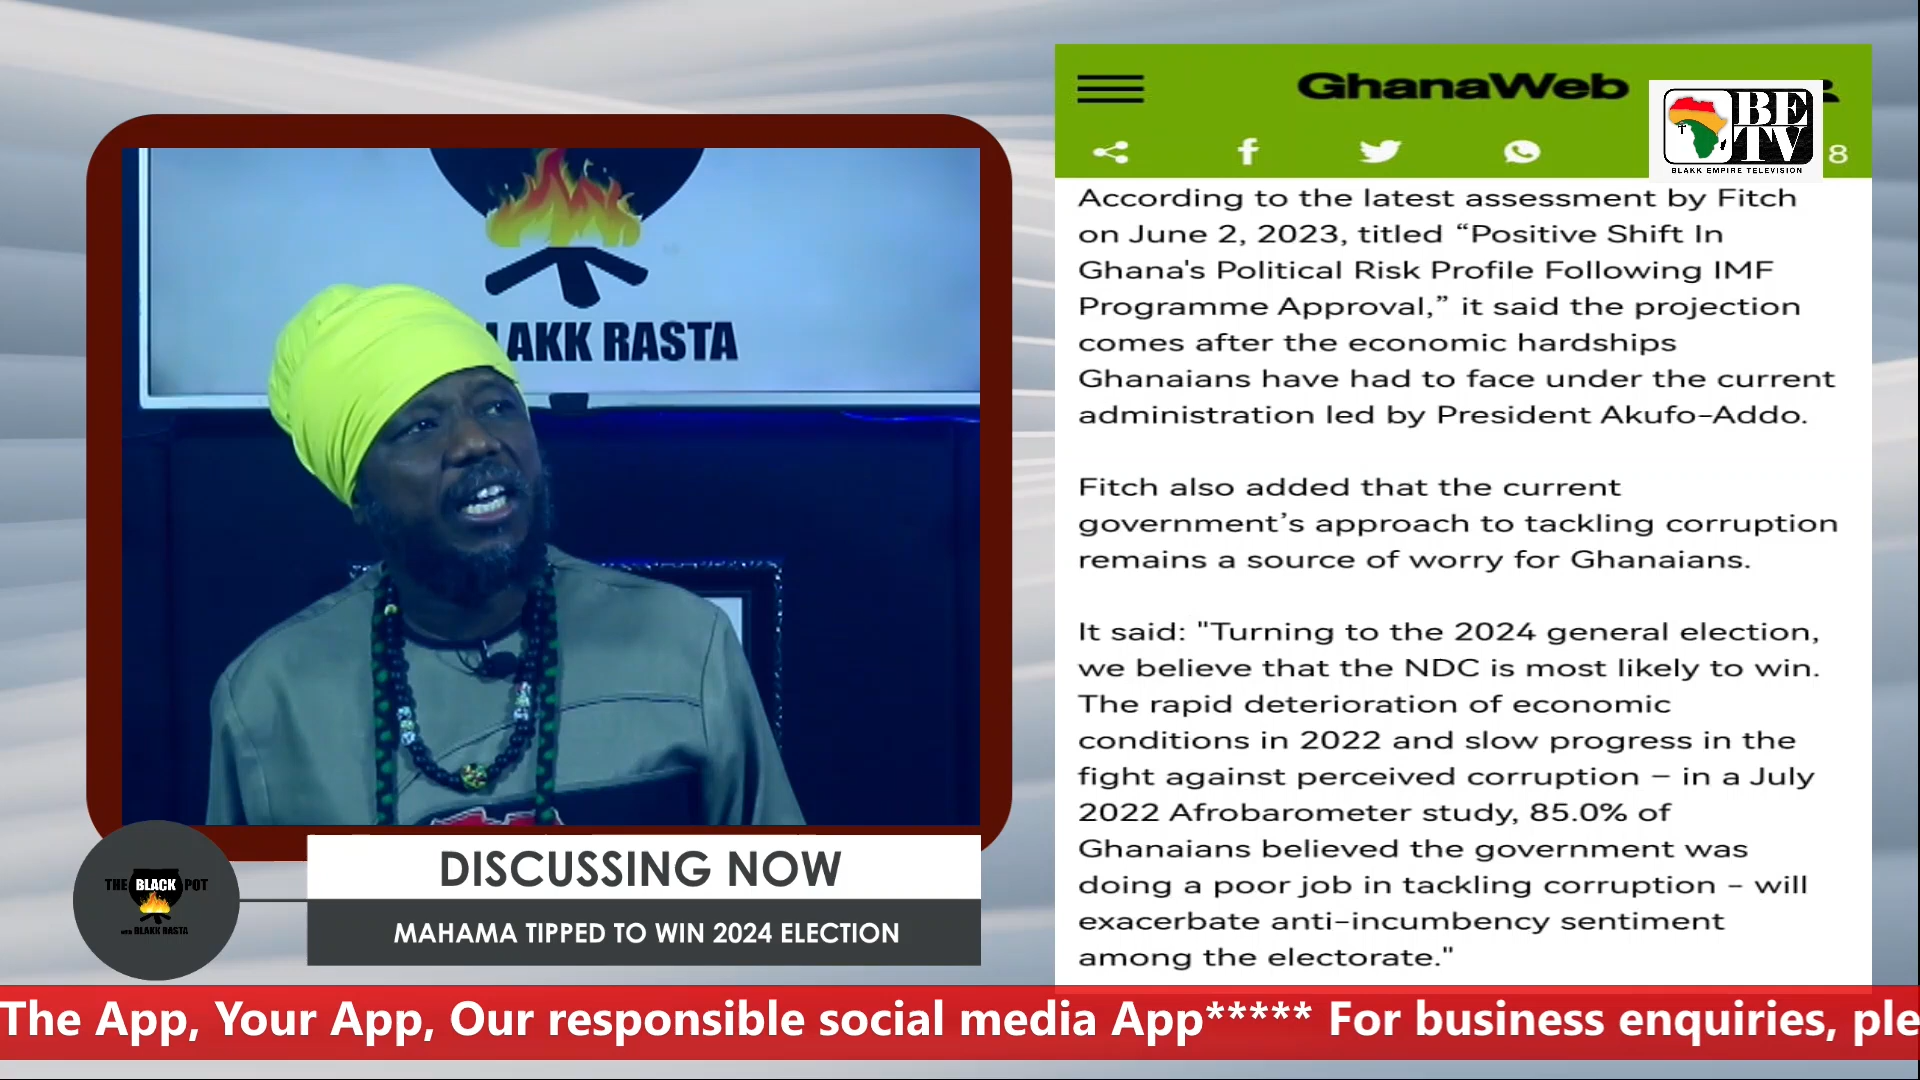 LAKK RASTA
THE BLACK POT
WITH BLAKK RASTA
DISCUSSING NOW
MAHAMA TIPPED TO WIN 2024 ELECTION
GhanaWeb
BE
TV
BLAKK EMPIRE TELEVISION
8
According to the latest assessment by Fitch
on June 2, 2023, titled “Positive Shift In
Ghana's Political Risk Profile Following IMF
Programme Approval,” it said the projection
comes after the economic hardships
Ghanaians have had to face under the current
administration led by President Akufo-Addo.
Fitch also added that the current
government’s approach to tackling corruption
remains a source of worry for Ghanaians.
It said: "Turning to the 2024 general election,
we believe that the NDC is most likely to win.
The rapid deterioration of economic
conditions in 2022 and slow progress in the
fight against perceived corruption – in a July
2022 Afrobarometer study, 85.0% of
Ghanaians believed the government was
doing a poor job in tackling corruption – will
exacerbate anti-incumbency sentiment
among the electorate."
The App, Your App, Our responsible social media App***** For business enquiries, ple